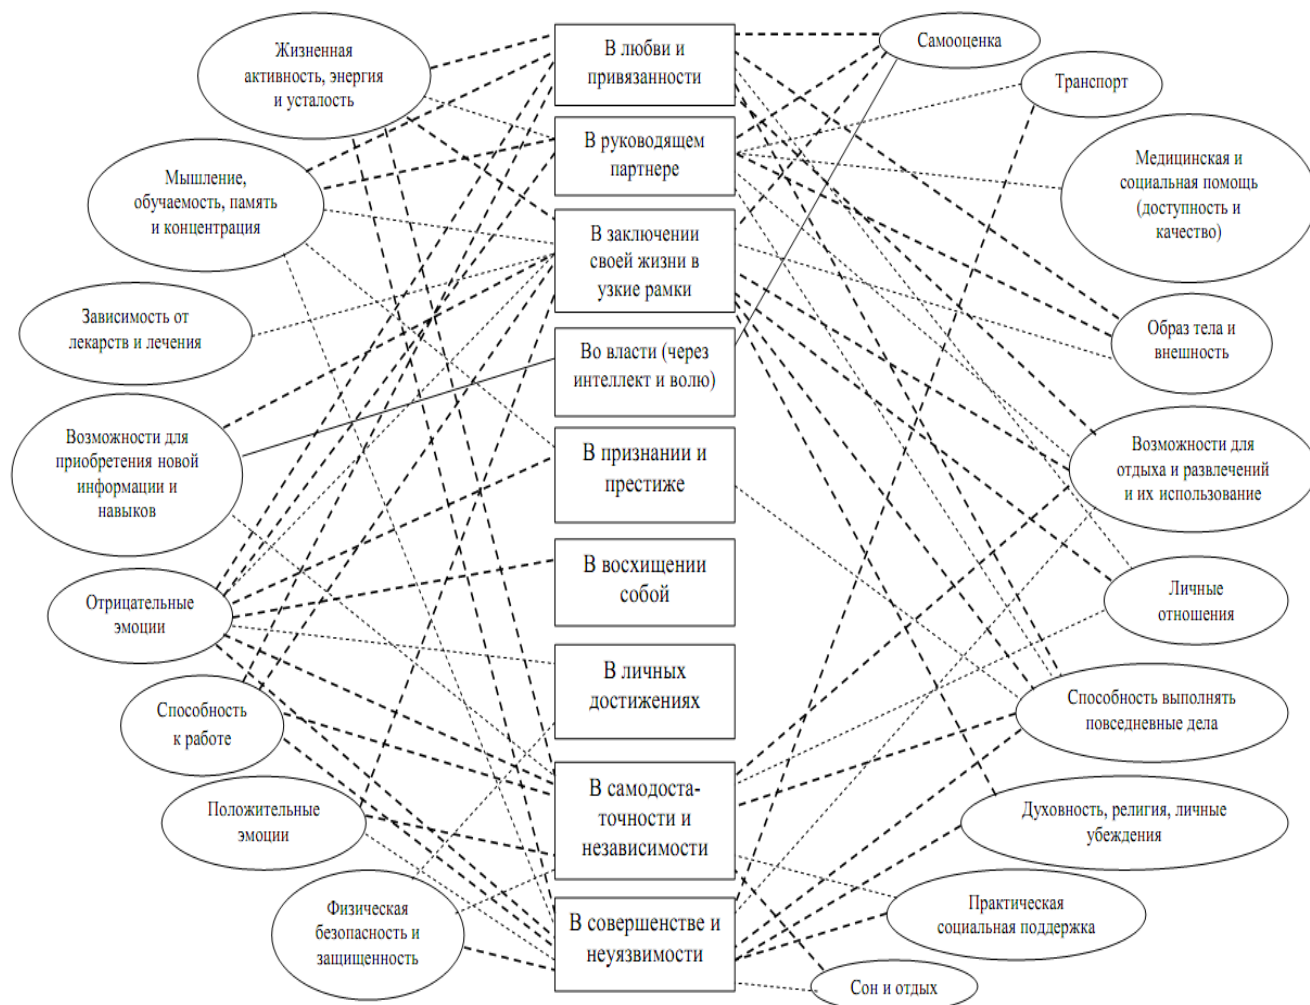 Жизненная
активность, энергия
и усталость
Мышление,
обучаемость, память
и концентрация
Зависимость от
лекарств и лечения
Возможности для
приобретения новой
информации и
навыков
Отрицательные
эмоции
Способность
к работе
Положительные
эмоции
Физическая
безопасность и
защищенность
В любви и
привязанности
В руководящем
партнере
В заключении
своей жизни в
узкие рамки
Во власти (через
интеллект и волю)
В признании и
престиже
В восхищении
собой
В личных
достижениях
В самодоста-
точности и
независимости
В совершенстве и
неуязвимости
Самооценка
Транспорт
Медицинская и
социальная помощь
(доступность и
качество)
Образ тела и
внешность
Возможности для
отдыха и развлечений
и их использование
Личные
отношения
Способность выполнять
повседневные дела
Духовность, религия, личные
убеждения
Практическая
социальная поддержка
Сон и отдых